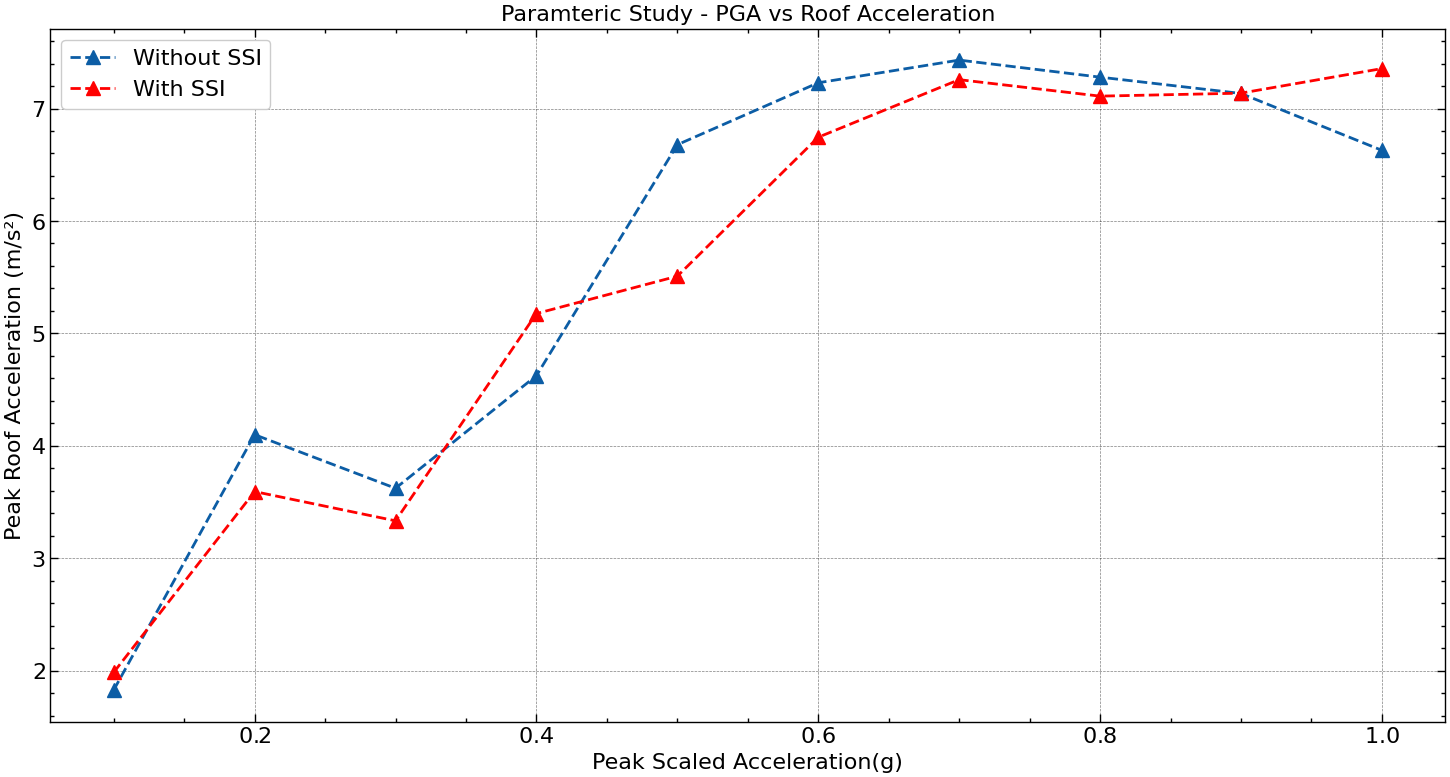 Paramteric Study - PGA vs Roof Acceleration
Without SSI
With SSI
Peak Roof Acceleration (m/s²)
7
6
5
4
3
2
0.2
0.4
0.6
0.8
1.0
Peak Scaled Acceleration(g)